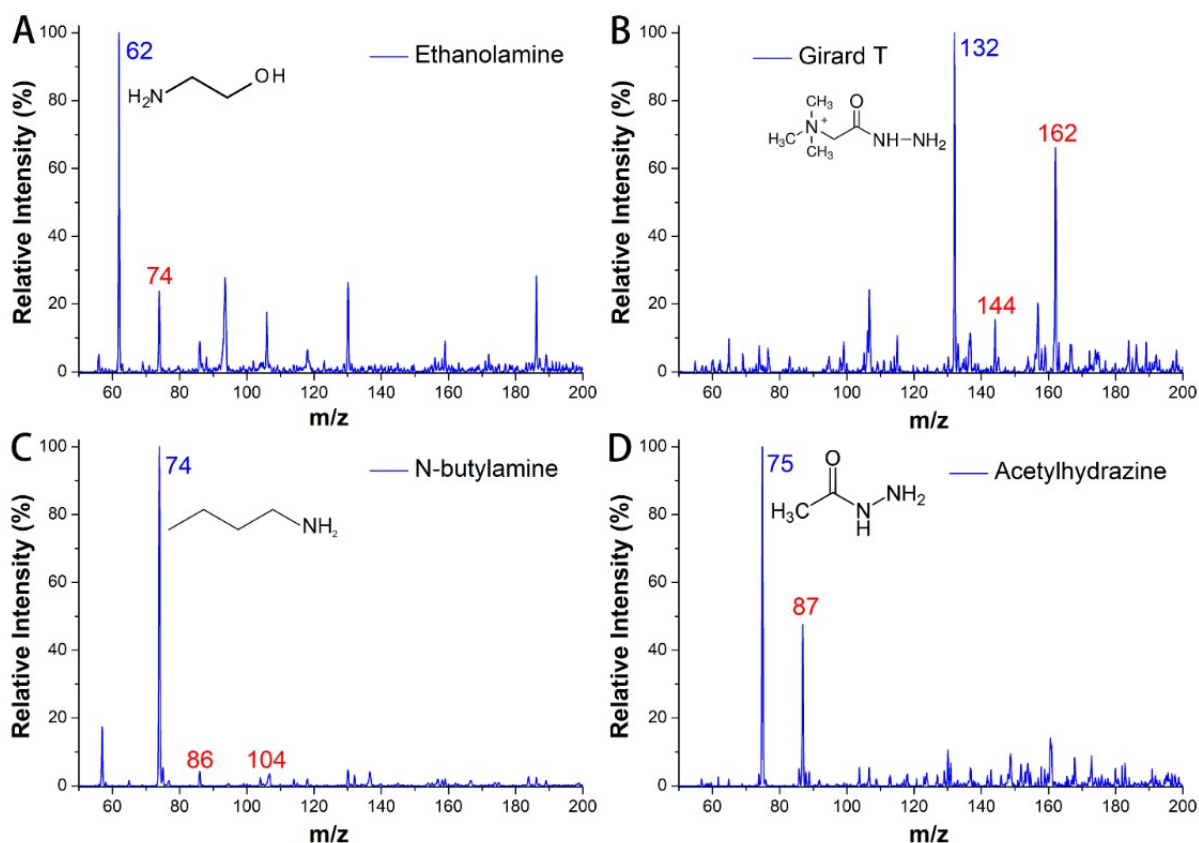 A
62
Ethanolamine
H₂N
OH
74
Relative Intensity (%)
100
80
60
40
20
0
60 80 100 120 140 160 180 200
m/z
B
132
Girard T
CH₃
O
H₃C N⁺ NH-NH₂
CH₃
162
144
Relative Intensity (%)
100
80
60
40
20
0
60 80 100 120 140 160 180 200
m/z
C
74
N-butylamine
NH₂
86
104
Relative Intensity (%)
100
80
60
40
20
0
60 80 100 120 140 160 180 200
m/z
D
75
Acetylhydrazine
O
NH₂
H₃C N
H
87
Relative Intensity (%)
100
80
60
40
20
0
60 80 100 120 140 160 180 200
m/z